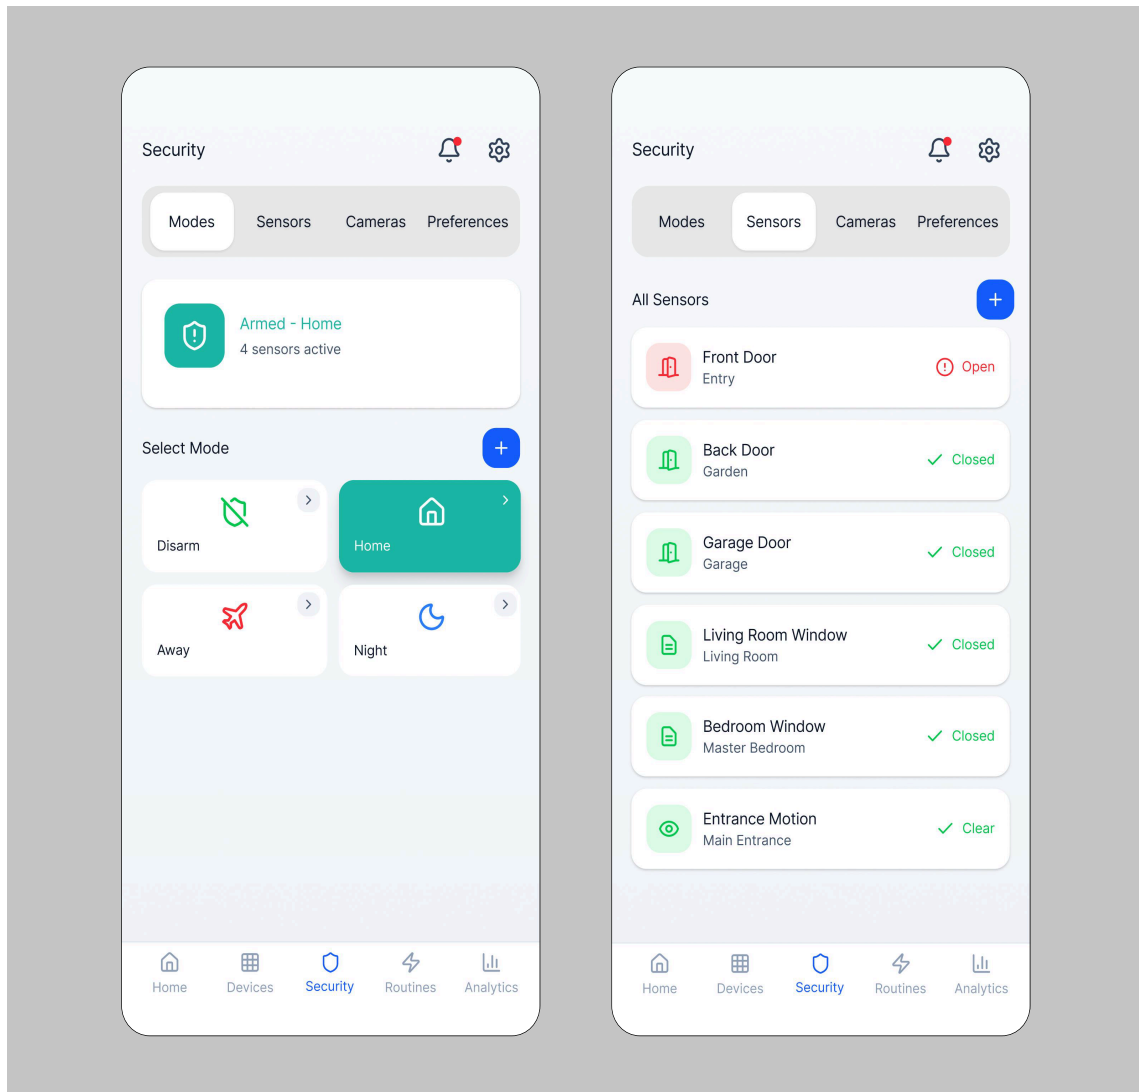 Security
Modes Sensors Cameras Preferences
Armed - Home
4 sensors active
Select Mode
Disarm
Home
Away
Night
Home Devices Security Routines Analytics
Security
Modes Sensors Cameras Preferences
All Sensors
Front Door
Entry
Open
Back Door
Garden
Closed
Garage Door
Garage
Closed
Living Room Window
Living Room
Closed
Bedroom Window
Master Bedroom
Closed
Entrance Motion
Main Entrance
Clear
Home Devices Security Routines Analytics